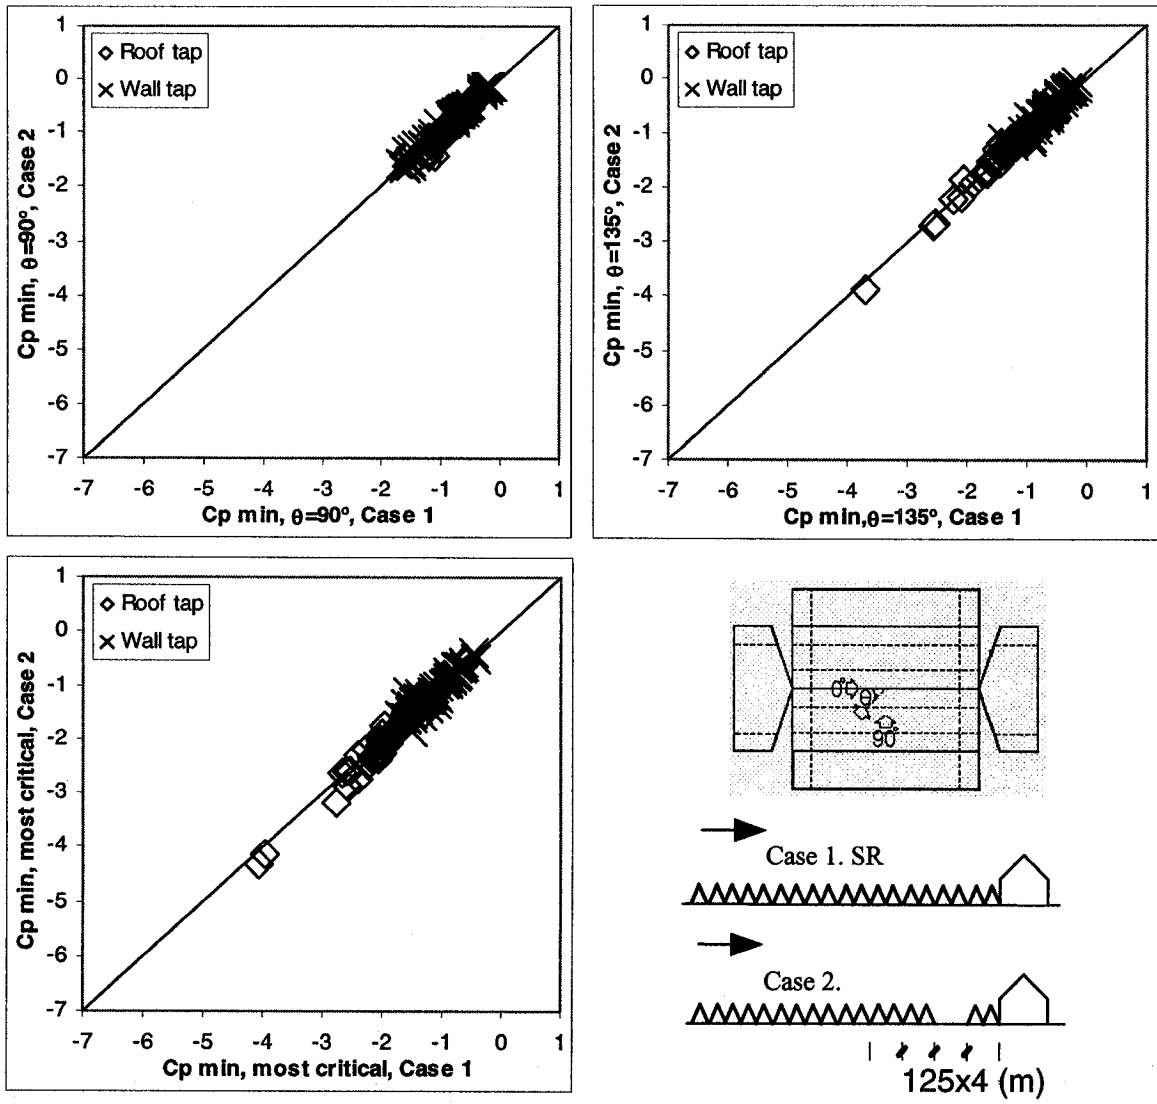 Roof tap
Wall tap
1
0
-1
-2
-3
-4
-5
-6
-7
Cp min, θ=90º, Case 2
-7 -6 -5 -4 -3 -2 -1 0 1
Cp min, θ=90º, Case 1
Roof tap
Wall tap
1
0
-1
-2
-3
-4
-5
-6
-7
Cp min, θ=135º, Case 2
-7 -6 -5 -4 -3 -2 -1 0 1
Cp min,θ=135º, Case 1
Roof tap
Wall tap
1
0
-1
-2
-3
-4
-5
-6
-7
Cp min, most critical, Case 2
-7 -6 -5 -4 -3 -2 -1 0 1
Cp min, most critical, Case 1
0°
θ
90°
Case 1. SR
Case 2.
125x4 (m)